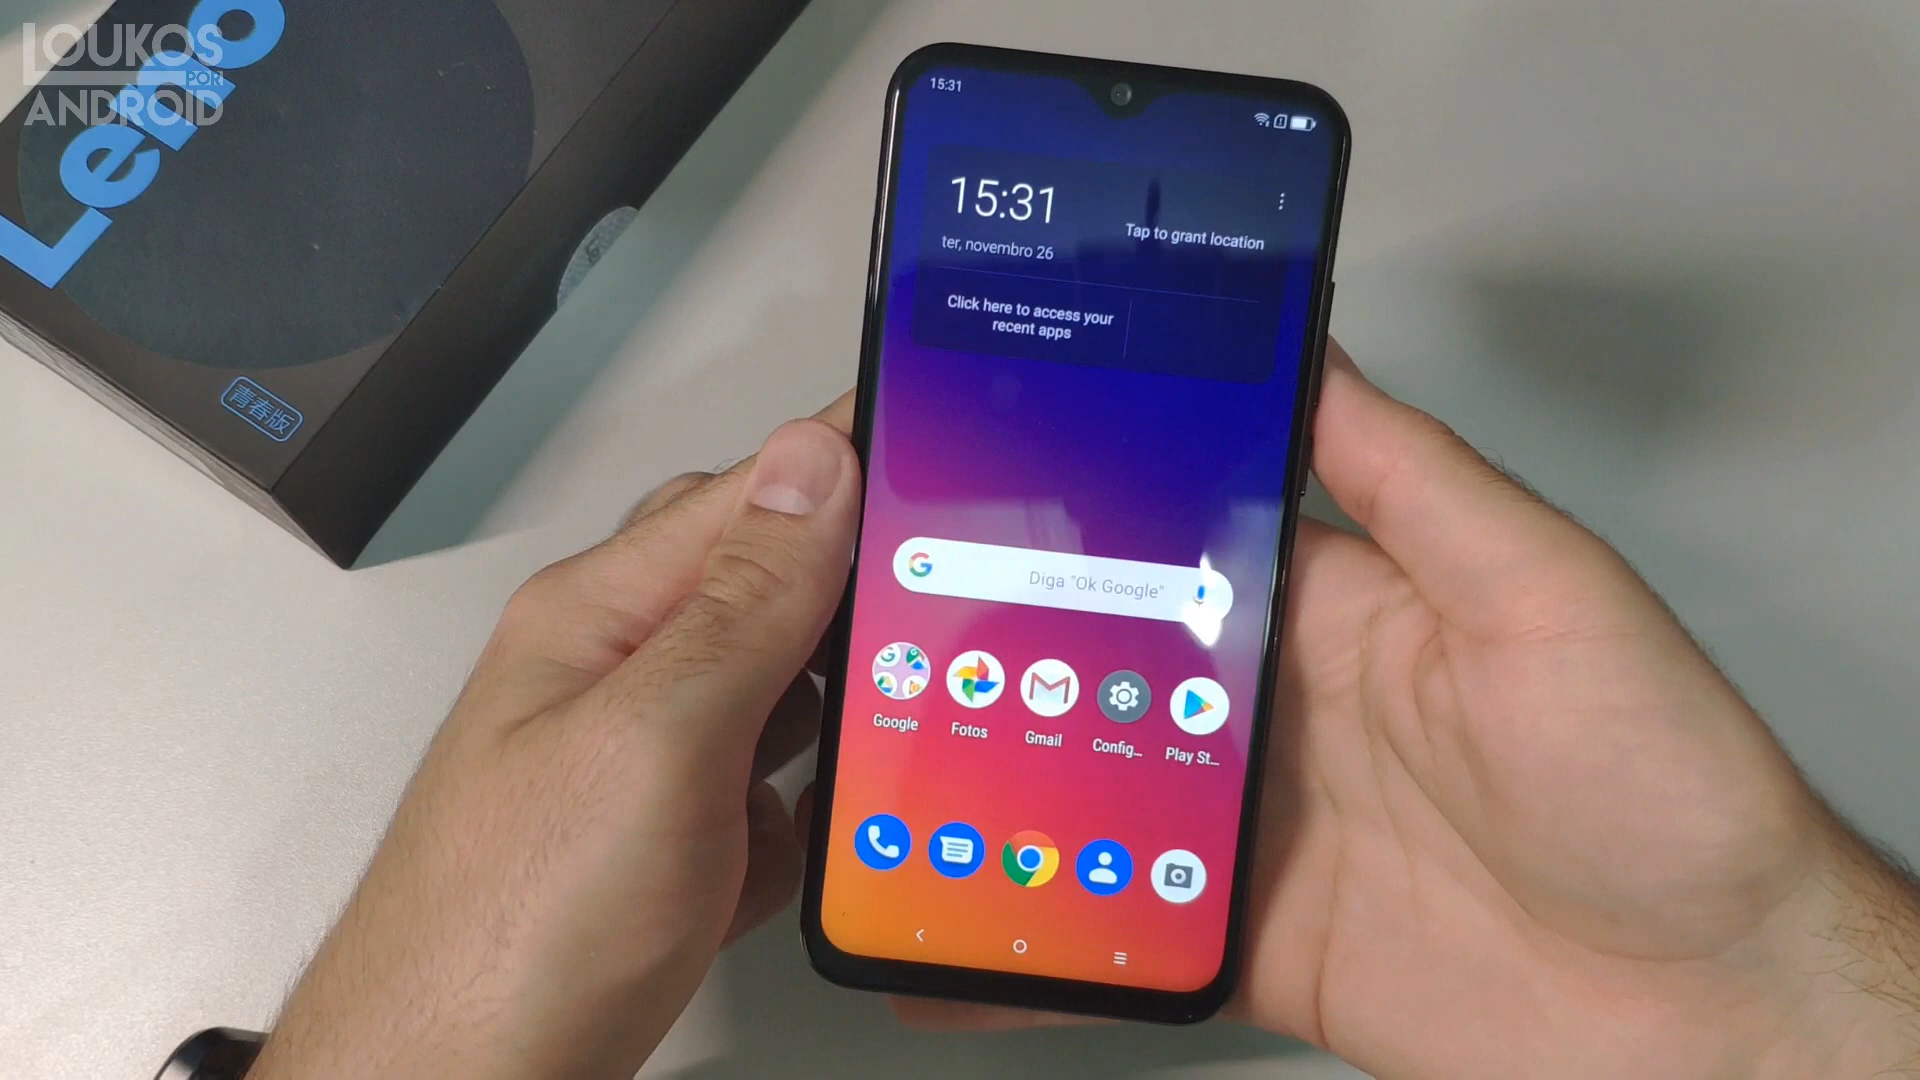 LOUKOS
POR
ANDROID
Leno
青春版
15:31
15:31
ter, novembro 26
Tap to grant location
Click here to access your
recent apps
Diga "Ok Google"
Google
Fotos
Gmail
Config...
Play St...